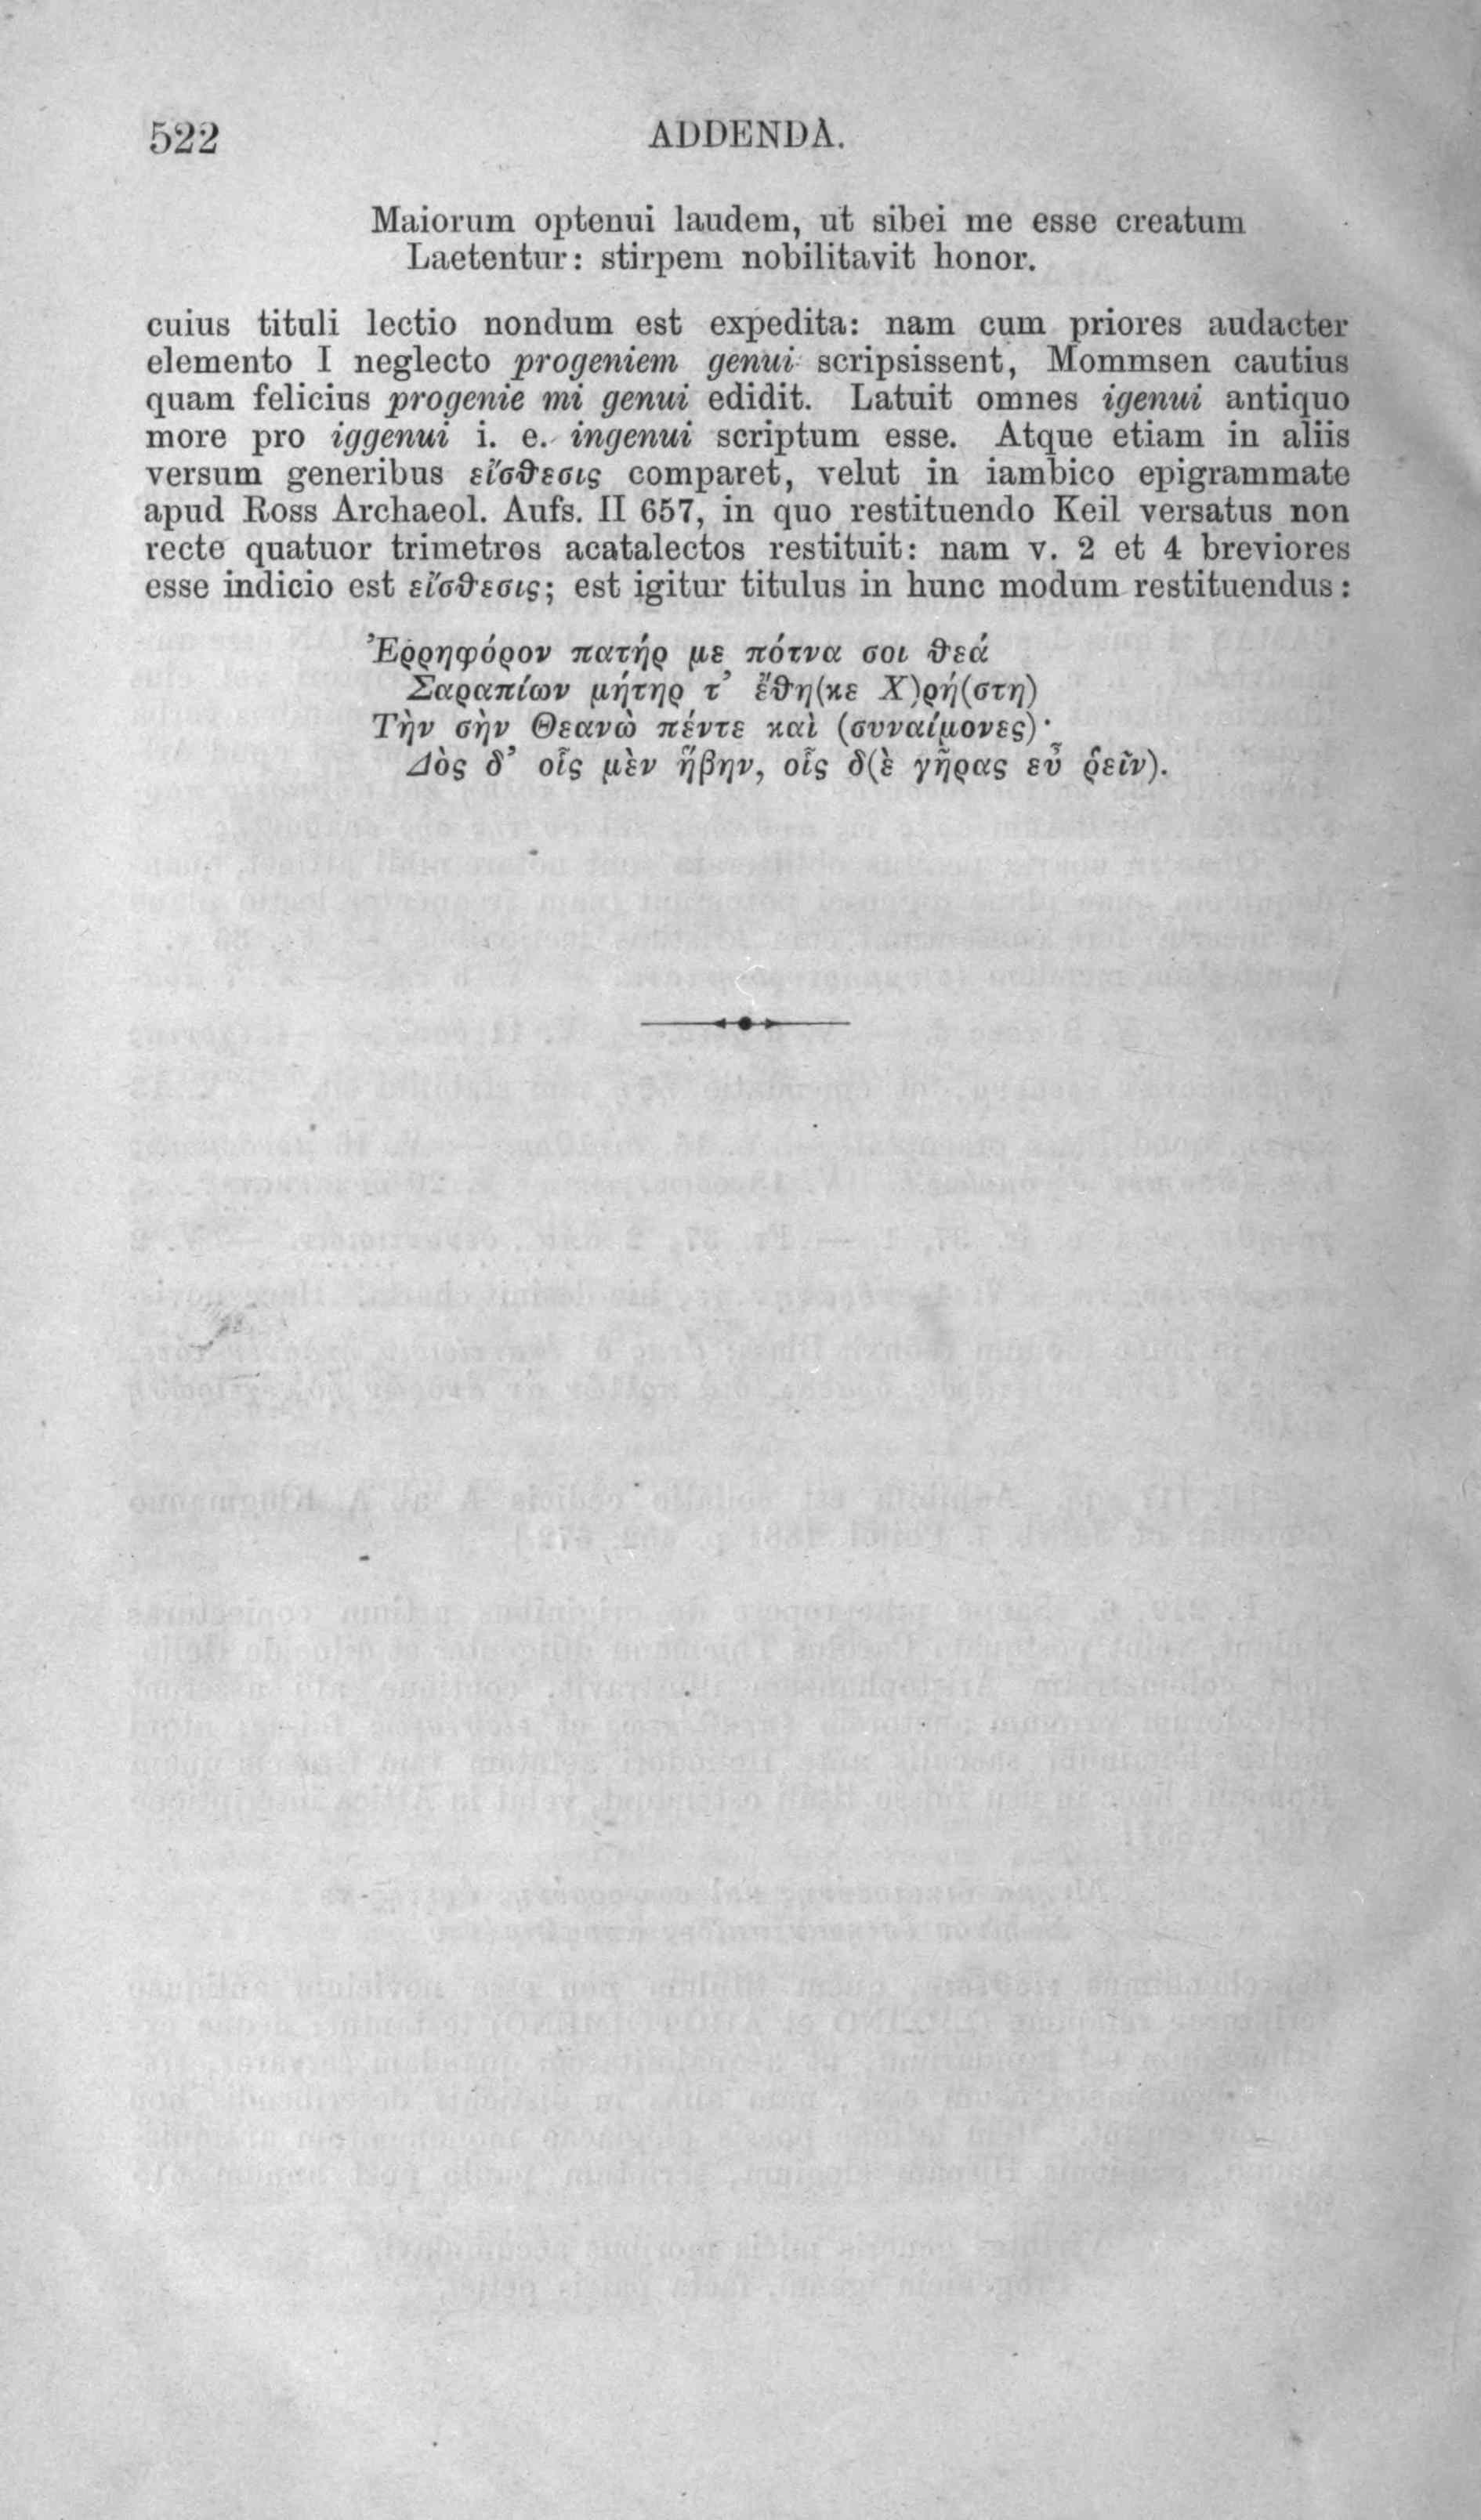 522
ADDENDA.
Maiorum optenui laudem, ut sibei me esse creatum
Laetentur: stirpem nobilitavit honor.
cuius tituli lectio nondum est expedita: nam cum priores audacter
elemento I neglecto progeniem genui scripsissent, Mommsen cautius
quam felicius progenie mi genui edidit. Latuit omnes igenui antiquo
more pro iggenui i. e. ingenui scriptum esse. Atque etiam in aliis
versum generibus εἴσθεσις comparet, velut in iambico epigrammate
apud Ross Archaeol. Aufs. II 657, in quo restituendo Keil versatus non
recte quatuor trimetros acatalectos restituit: nam v. 2 et 4 breviores
esse indicio est εἴσθεσις; est igitur titulus in hunc modum restituendus:
Ἐρρηφόρον πατήρ με πότνα σοι θεά
Σαραπίων μήτηρ τ’ ἔθη(κε Χ)ρή(στη)
Τὴν σὴν Θεανὼ πέντε καὶ (συναίμονες)·
Δὸς δ’ οἷς μὲν ἥβην, οἷς δ(ὲ γῆρας εὖ ῥεῖν).